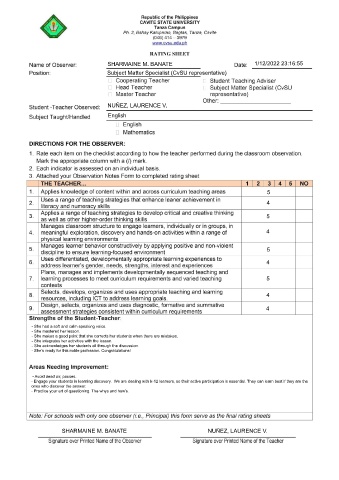 Republic of the Philippines
CAVITE STATE UNIVERSITY
Tanza Campus
Ph. 2, Bahay Katuparan, Bagtas, Tanza, Cavite
(046) 414 - 3979
www.cvsu.edu.ph
RATING SHEET
Name of Observer: SHARMAINE M. BANATE Date: 1/12/2022 23:16:55
Position: Subject Matter Specialist (CvSU representative)
Cooperating Teacher Student Teaching Adviser
Head Teacher Subject Matter Specialist (CvSU
Master Teacher representative)
Other:
Student -Teacher Observed: NUÑEZ, LAURENCE V.
Subject Taught/Handled English
English
Mathematics
DIRECTIONS FOR THE OBSERVER:
1. Rate each item on the checklist according to how the teacher performed during the classroom observation.
Mark the appropriate column with a (/) mark.
2. Each indicator is assessed on an individual basis.
3. Attached your Observation Notes Form to completed rating sheet
THE TEACHER… 1 2 3 4 5 NO
1. Applies knowledge of content within and across curriculum teaching areas 5
2. Uses a range of teaching strategies that enhance learner achievement in
literacy and numeracy skills 4
3. Applies a range of teaching strategies to develop critical and creative thinking
as well as other higher-order thinking skills 5
4. Manages classroom structure to engage learners, individually or in groups, in
meaningful exploration, discovery and hands-on activities within a range of
physical learning environments 4
5. Manages learner behavior constructively by applying positive and non-violent
discipline to ensure learning-focused environment 5
6. Uses differentiated, developmentally appropriate learning experiences to
address learner's gender, needs, strengths, interest and experiences 4
7. Plans, manages and implements developmentally sequenced teaching and
learning processes to meet curriculum requirements and varied teaching
contexts 5
8. Selects, develops, organizes and uses appropriate teaching and learning
resources, including ICT to address learning goals 4
9. Design, selects, organizes and uses diagnostic, formative and summative
assessment strategies consistent within curriculum requirements 4
Strengths of the Student-Teacher:
- She had a soft and calm speaking voice.
- She mastered her lesson.
- She makes a good point that she corrects her students when there are mistakes.
- She integrates her activities with the lesson.
- She acknowledges her students all through the discussion
- She's ready for this noble profession. Congratulations!
Areas Needing Improvement:
- Avoid dead air, pauses.
- Engage your students in learning discovery. We are dealing with k-12 learners, so their active participation is essential. They can learn best if they are the
ones who discover the answer.
- Practice your art of questioning. The whys and how's.
Note: For schools with only one observer (i.e., Principal) this form serve as the final rating sheets
SHARMAINE M. BANATE NUÑEZ, LAURENCE V.
Signature over Printed Name of the Observer Signature over Printed Name of the Teacher